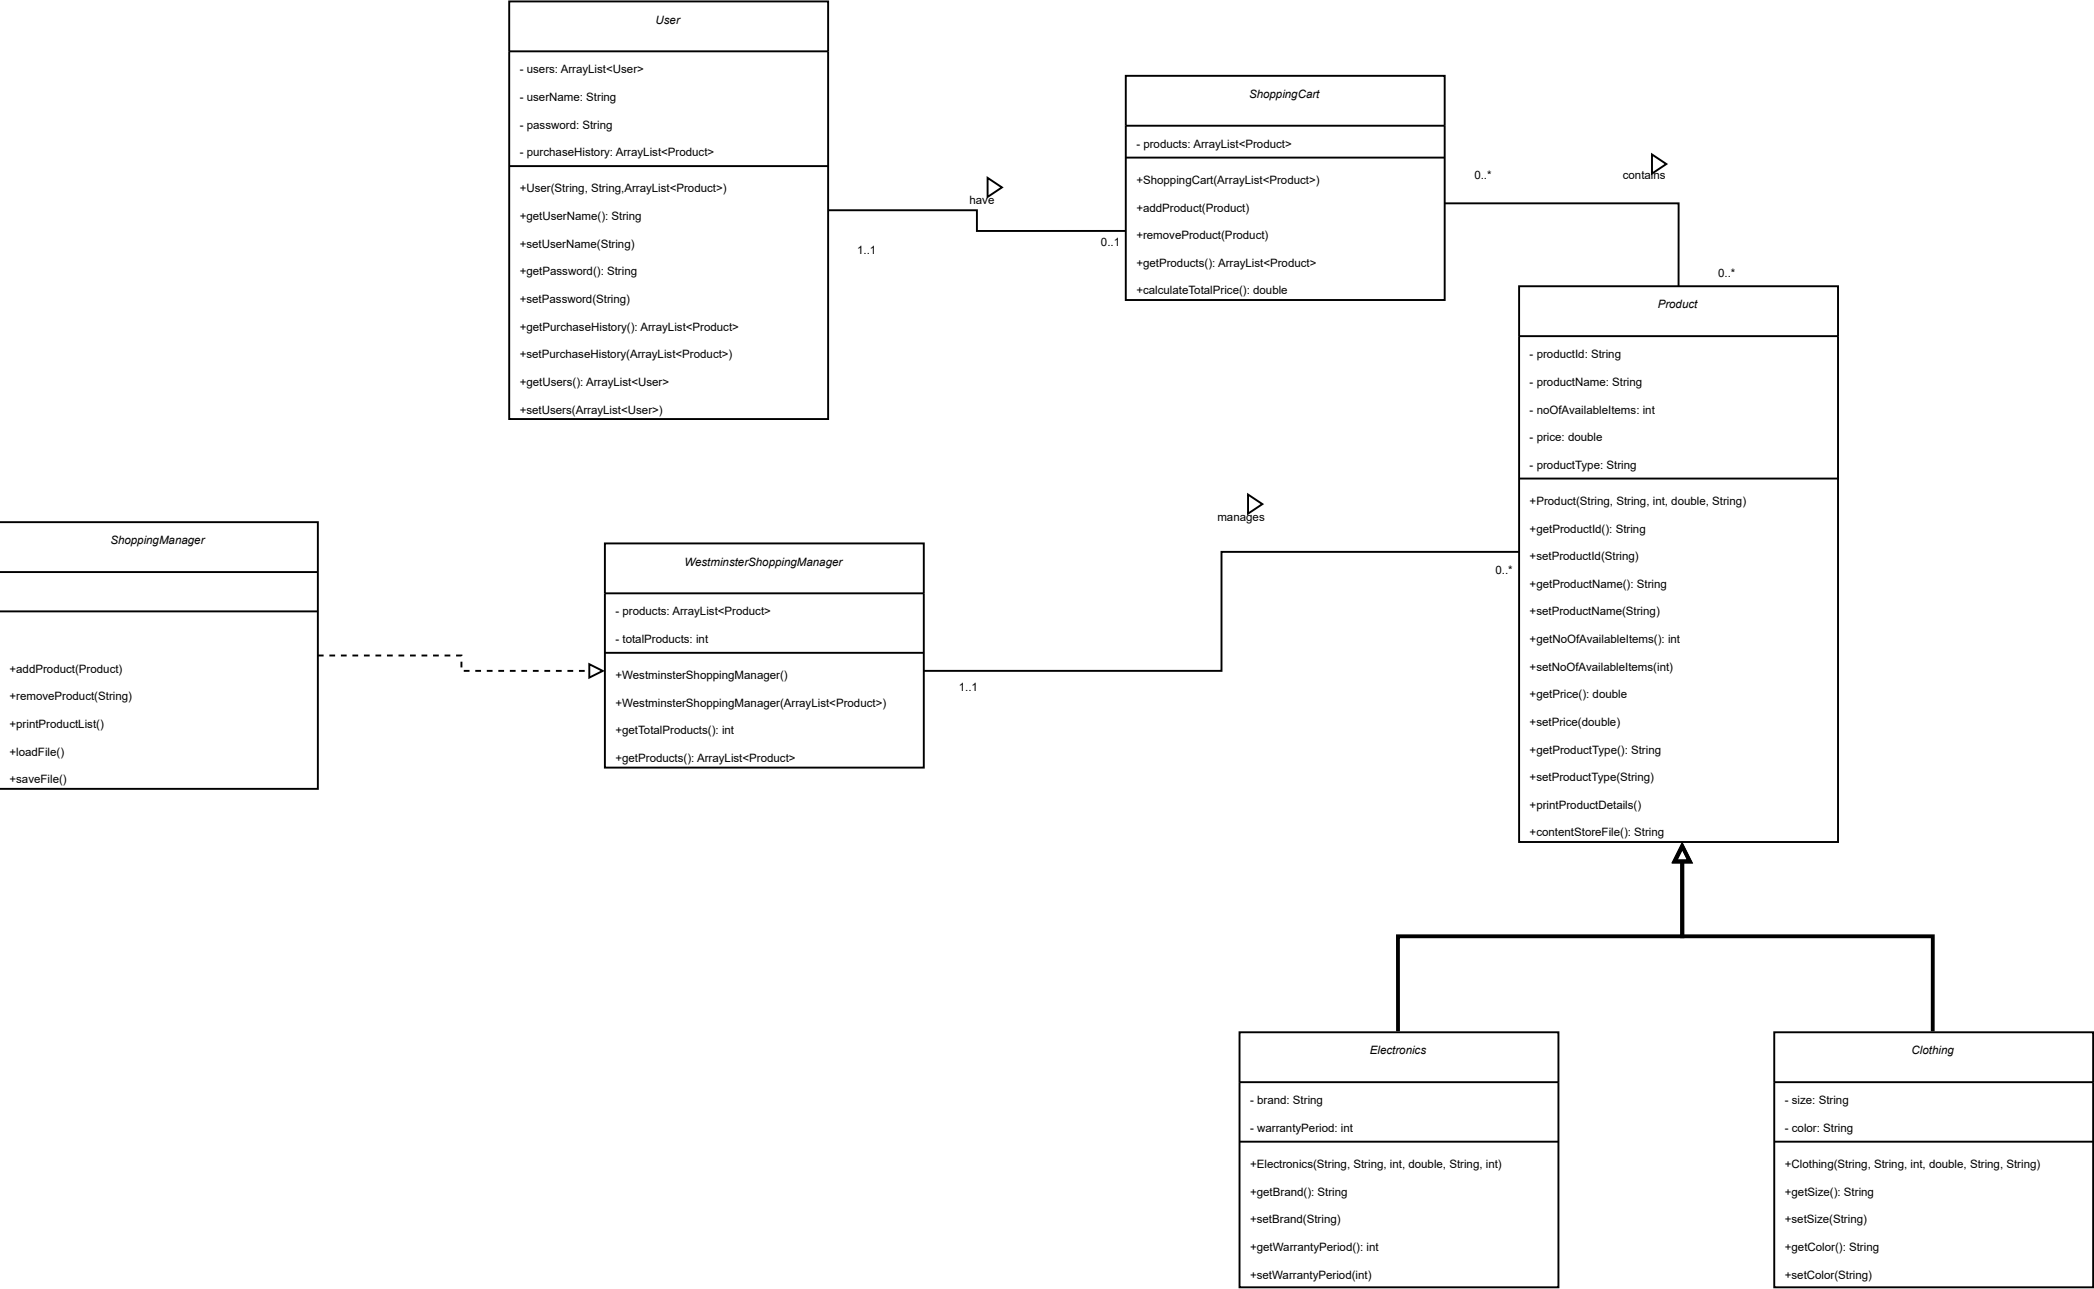 User
- users: ArrayList<User>
- userName: String
- password: String
- purchaseHistory: ArrayList<Product>
+User(String, String,ArrayList<Product>)
+getUserName(): String
+setUserName(String)
+getPassword(): String
+setPassword(String)
+getPurchaseHistory(): ArrayList<Product>
+setPurchaseHistory(ArrayList<Product>)
+getUsers(): ArrayList<User>
+setUsers(ArrayList<User>)
have
1..1
0..1
ShoppingCart
- products: ArrayList<Product>
+ShoppingCart(ArrayList<Product>)
+addProduct(Product)
+removeProduct(Product)
+getProducts(): ArrayList<Product>
+calculateTotalPrice(): double
0..*
contains
0..*
Product
- productId: String
- productName: String
- noOfAvailableItems: int
- price: double
- productType: String
+Product(String, String, int, double, String)
+getProductId(): String
+setProductId(String)
+getProductName(): String
+setProductName(String)
+getNoOfAvailableItems(): int
+setNoOfAvailableItems(int)
+getPrice(): double
+setPrice(double)
+getProductType(): String
+setProductType(String)
+printProductDetails()
+contentStoreFile(): String
ShoppingManager
+addProduct(Product)
+removeProduct(String)
+printProductList()
+loadFile()
+saveFile()
WestminsterShoppingManager
- products: ArrayList<Product>
- totalProducts: int
+WestminsterShoppingManager()
+WestminsterShoppingManager(ArrayList<Product>)
+getTotalProducts(): int
+getProducts(): ArrayList<Product>
manages
1..1
0..*
Electronics
- brand: String
- warrantyPeriod: int
+Electronics(String, String, int, double, String, int)
+getBrand(): String
+setBrand(String)
+getWarrantyPeriod(): int
+setWarrantyPeriod(int)
Clothing
- size: String
- color: String
+Clothing(String, String, int, double, String, String)
+getSize(): String
+setSize(String)
+getColor(): String
+setColor(String)